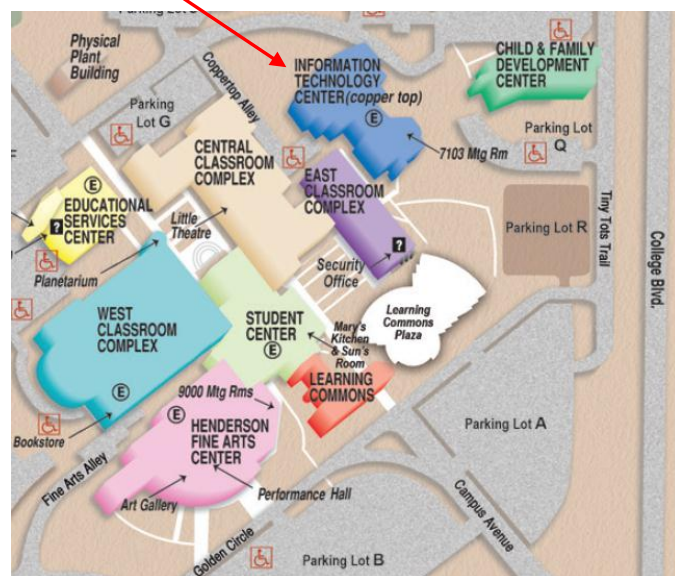 Physical
Plant
Building
Parking
Lot G
Coppertop Alley
INFORMATION
TECHNOLOGY
CENTER (copper top)
E
7103 Mtg Rm
CHILD & FAMILY
DEVELOPMENT
CENTER
Parking Lot
Q
CENTRAL
CLASSROOM
COMPLEX
EAST
CLASSROOM
COMPLEX
E
EDUCATIONAL
SERVICES
CENTER
?
Little
Theatre
Planetarium
?
Security
Office
Parking Lot R
Tiny Tots Trail
College Blvd.
WEST
CLASSROOM
COMPLEX
E
Bookstore
STUDENT
CENTER
E
Mary's
Kitchen
& Sun's
Room
Learning
Commons
Plaza
LEARNING
COMMONS
9000 Mtg Rms
E
HENDERSON
FINE ARTS
CENTER
Art Gallery
Performance Hall
Fine Arts Alley
Golden Circle
Parking Lot A
Campus Avenue
Parking Lot B